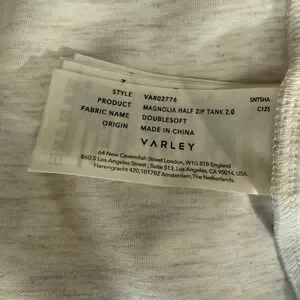 STYLE VAR02776 SNTSHA
PRODUCT MAGNOLIA HALF ZIP TANK 2.0 C125
FABRIC NAME DOUBLESOFT
ORIGIN MADE IN CHINA
VARLEY
64 New Cavendish Street London, W1G 8TB England
860 S Los Angeles Street, Suite 513, Los Angeles, CA 90014, USA
Herengracht 420, 1017BZ Amsterdam, The Netherlands.